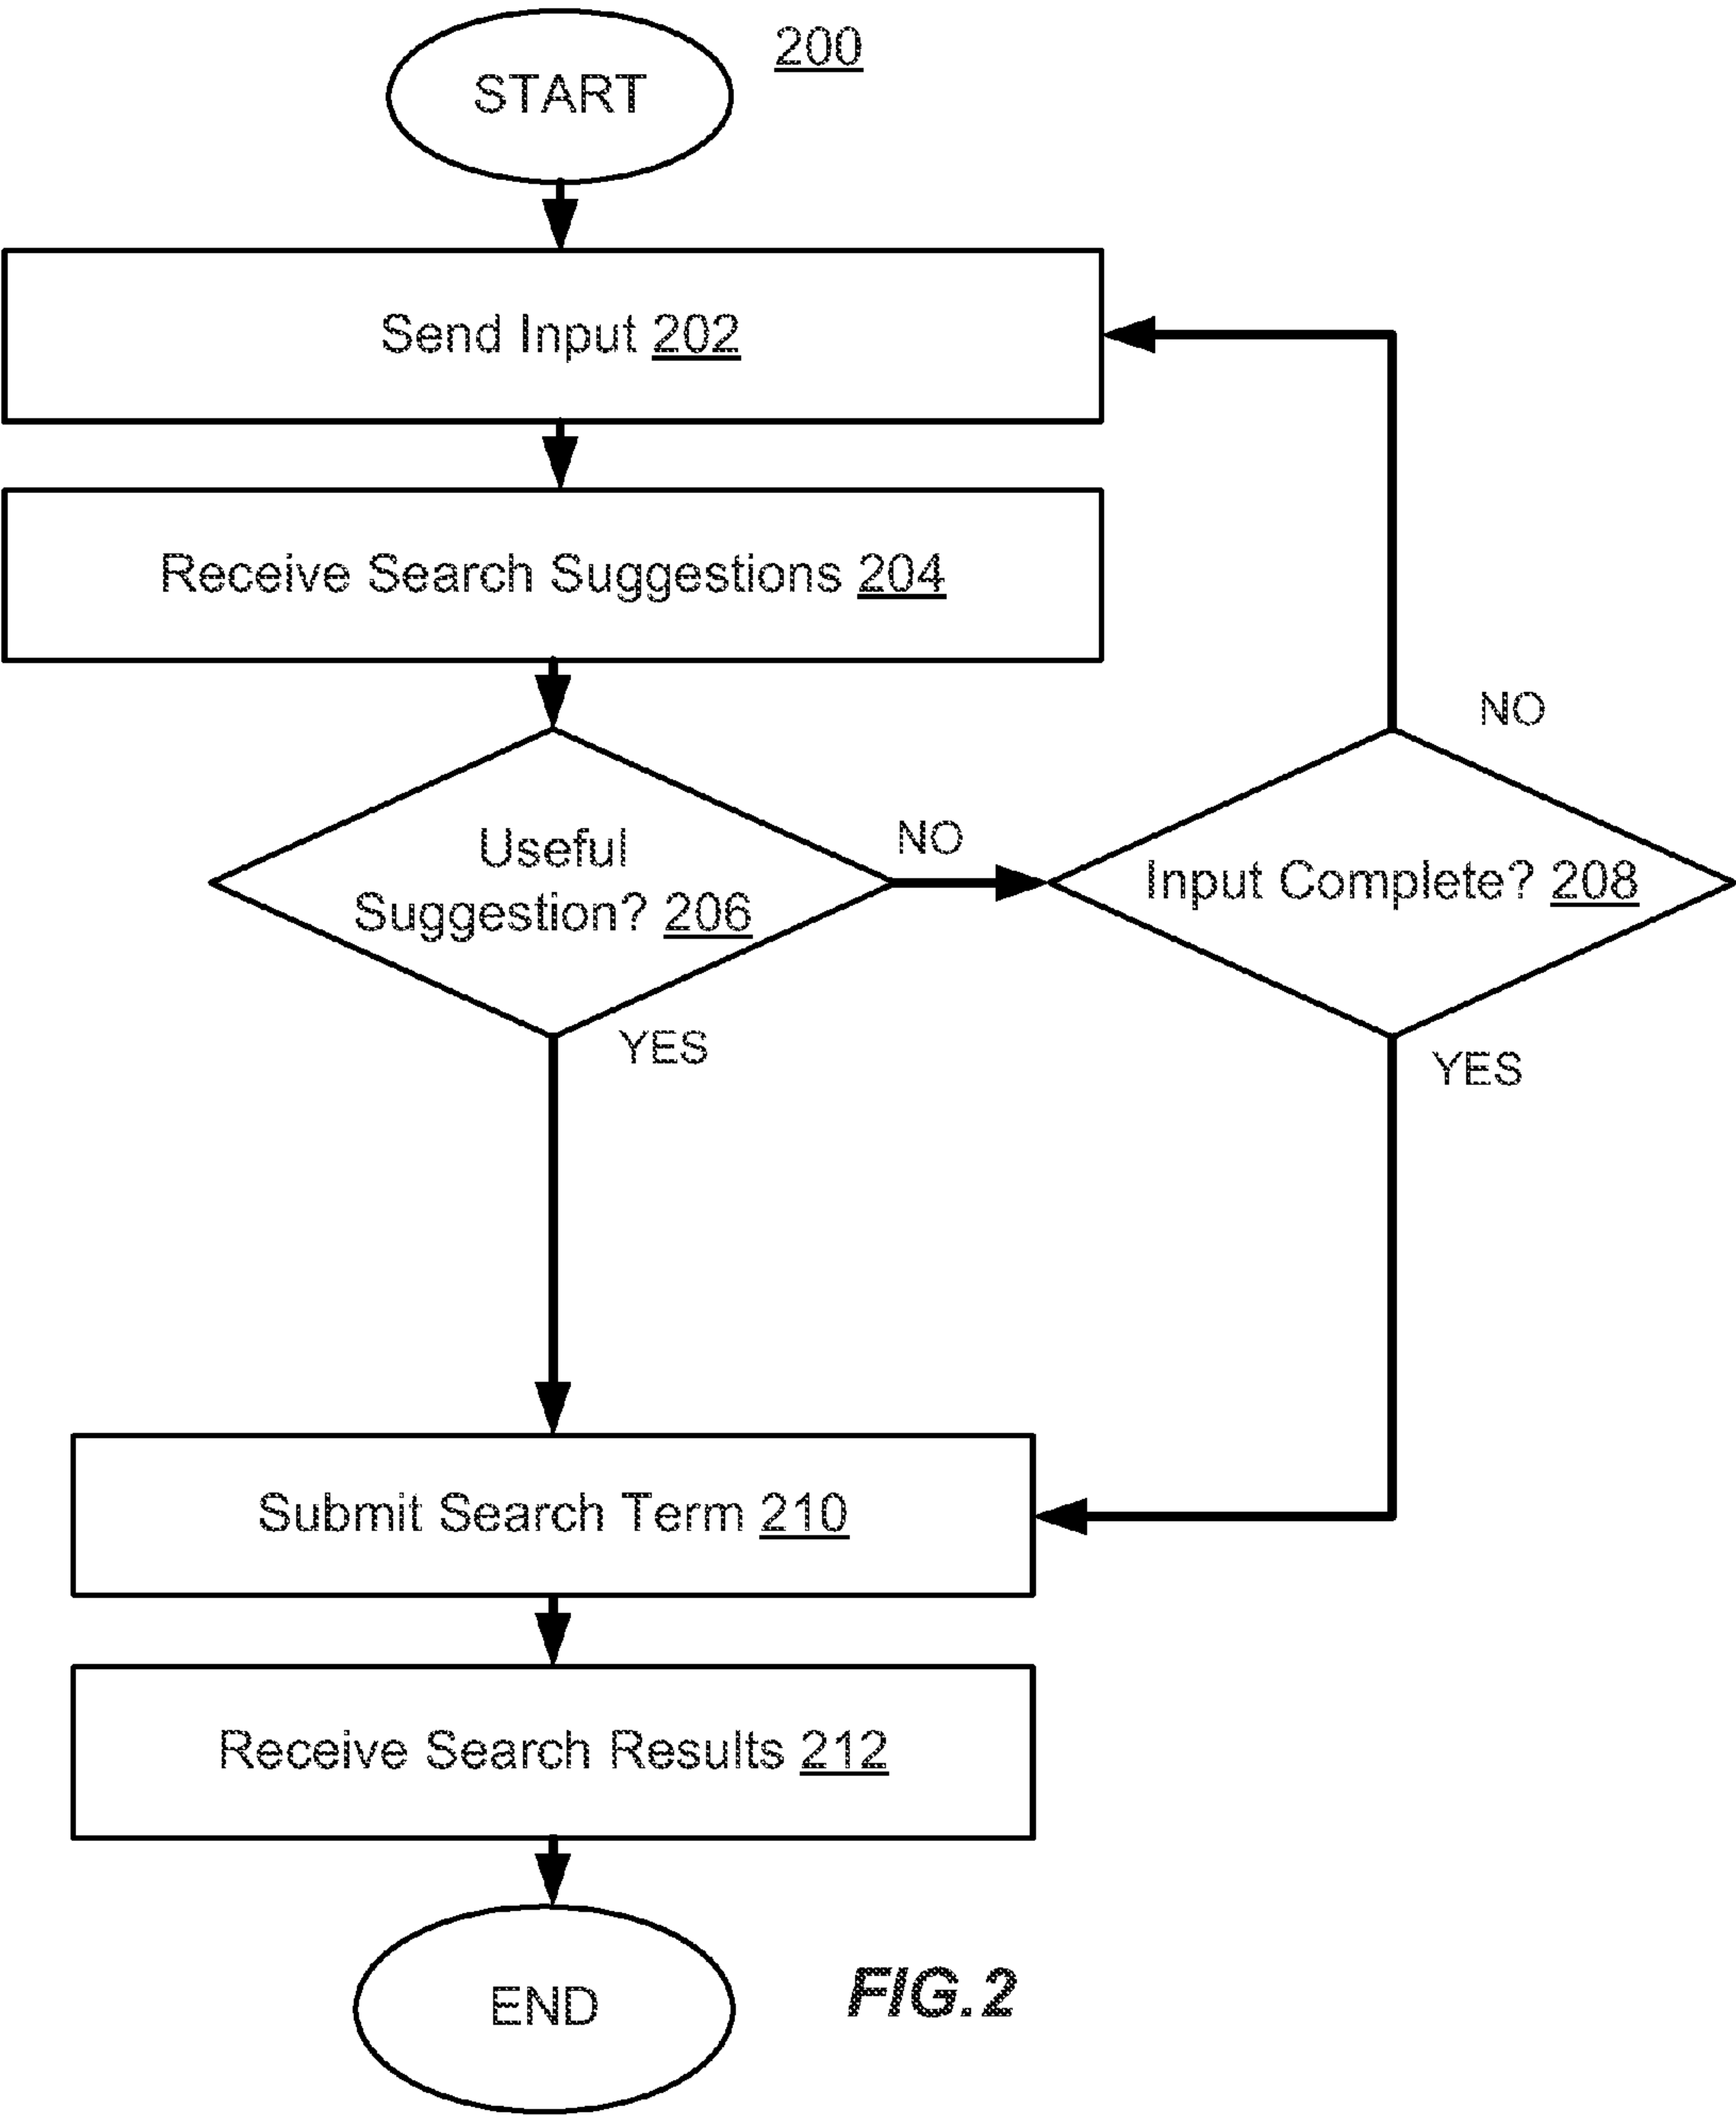 START
200
Send Input 202
Receive Search Suggestions 204
NO
Useful
Suggestion? 206
NO
Input Complete? 208
YES
YES
Submit Search Term 210
Receive Search Results 212
END
FIG.2